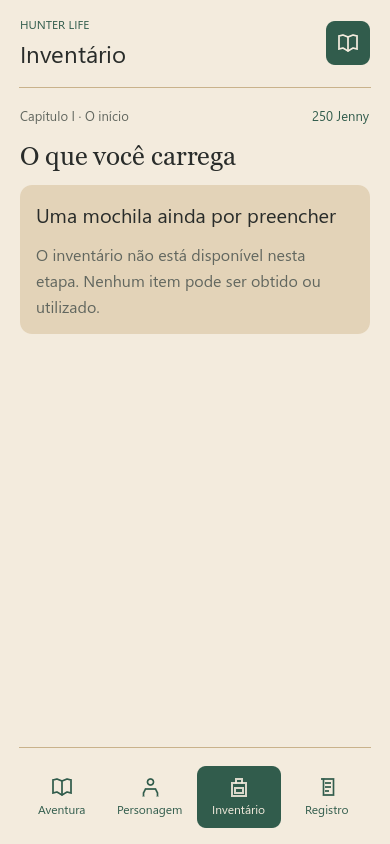 HUNTER LIFE
Inventário
Capítulo I · O início
250 Jenny
O que você carrega
Uma mochila ainda por preencher
O inventário não está disponível nesta
etapa. Nenhum item pode ser obtido ou
utilizado.
Aventura
Personagem
Inventário
Registro